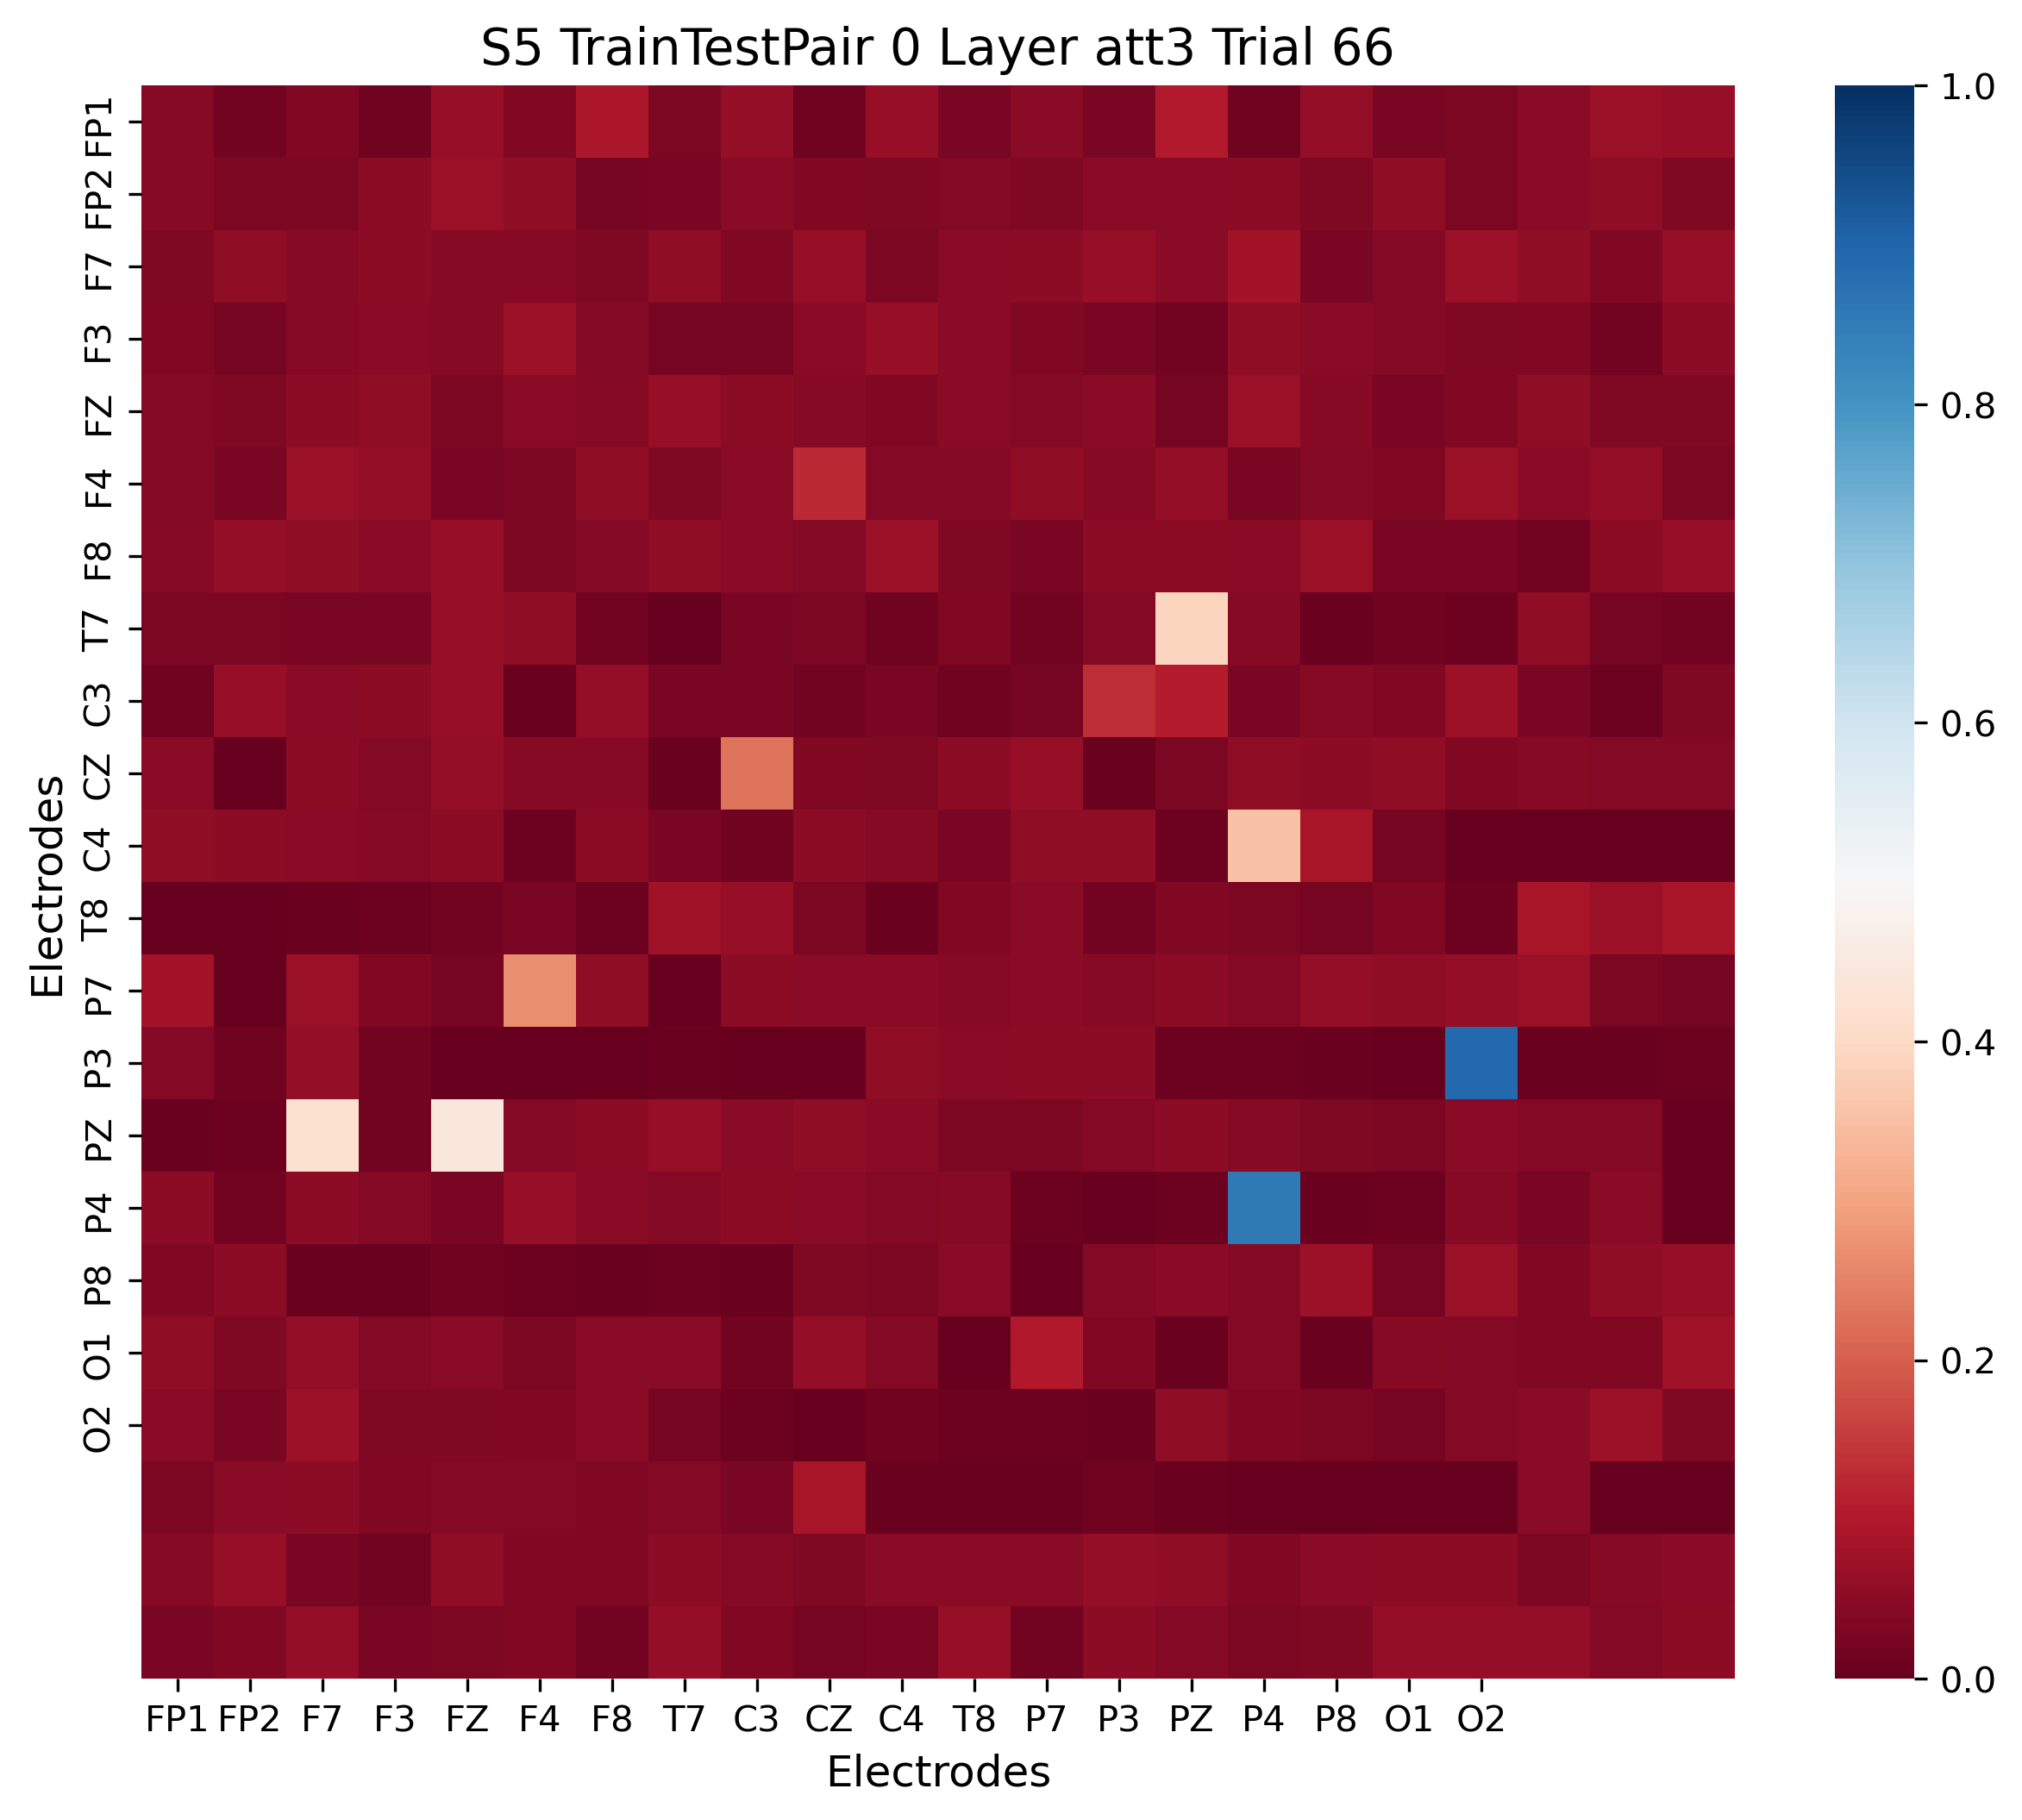 S5 TrainTestPair 0 Layer att3 Trial 66
Electrodes
FP1
FP2
F7
F3
FZ
F4
F8
T7
C3
CZ
C4
T8
P7
P3
PZ
P4
P8
O1
O2
FP1 FP2 F7 F3 FZ F4 F8 T7 C3 CZ C4 T8 P7 P3 PZ P4 P8 O1 O2
Electrodes
1.0
0.8
0.6
0.4
0.2
0.0